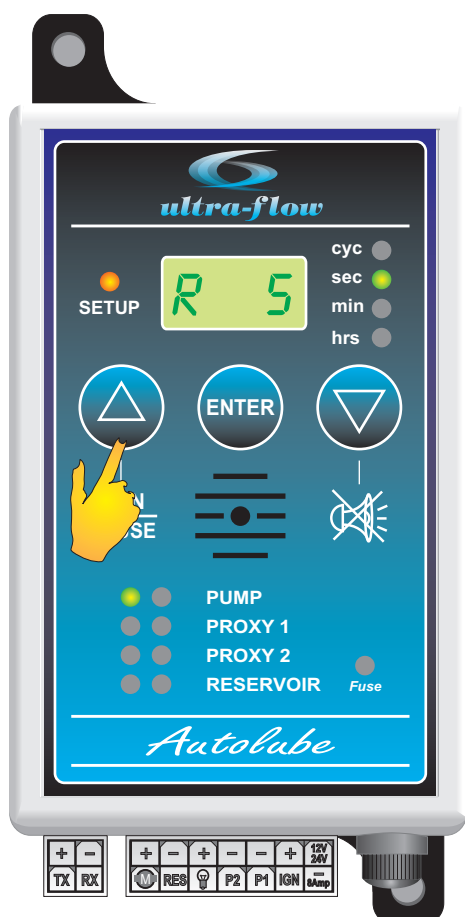 ultra-flow
cyc
sec
min
hrs
SETUP
R 5
ENTER
PUMP
PROXY 1
PROXY 2
RESERVOIR
Fuse
Autolube
+ - + - + - - + 12V 24V
TX RX M RES P2 P1 IGN - 8Amp